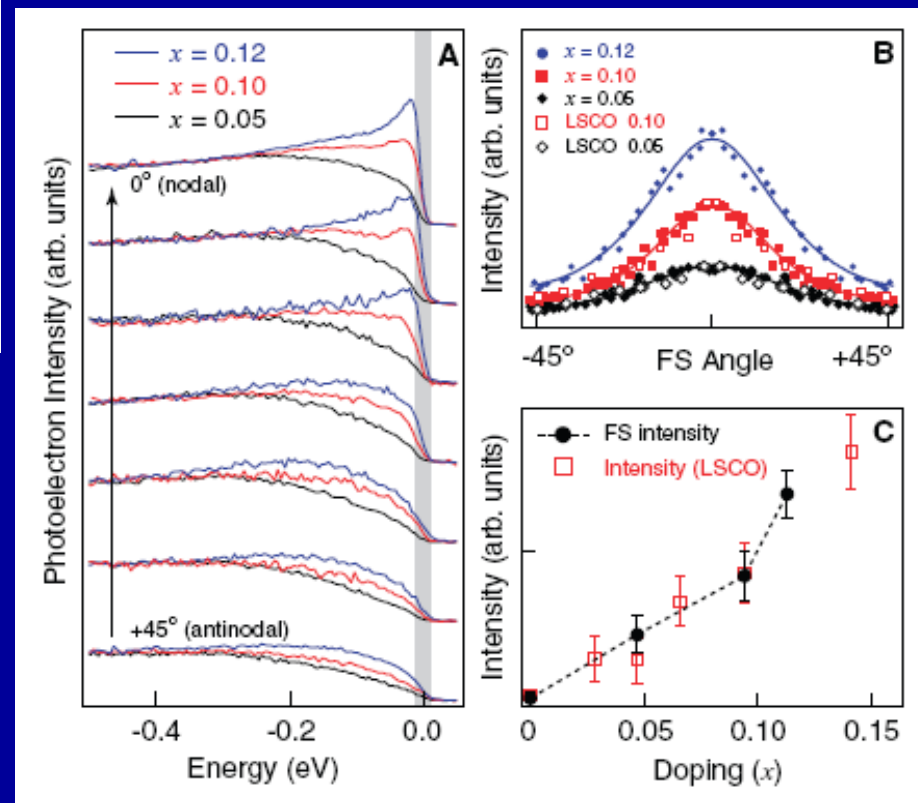 A
x = 0.12
x = 0.10
x = 0.05
0° (nodal)
+45° (antinodal)
Photoelectron Intensity (arb. units)
-0.4
-0.2
0.0
Energy (eV)
B
x = 0.12
x = 0.10
x = 0.05
LSCO 0.10
LSCO 0.05
Intensity (arb. units)
-45°
FS Angle
+45°
C
FS intensity
Intensity (LSCO)
Intensity (arb. units)
0
0.05
0.10
0.15
Doping (x)